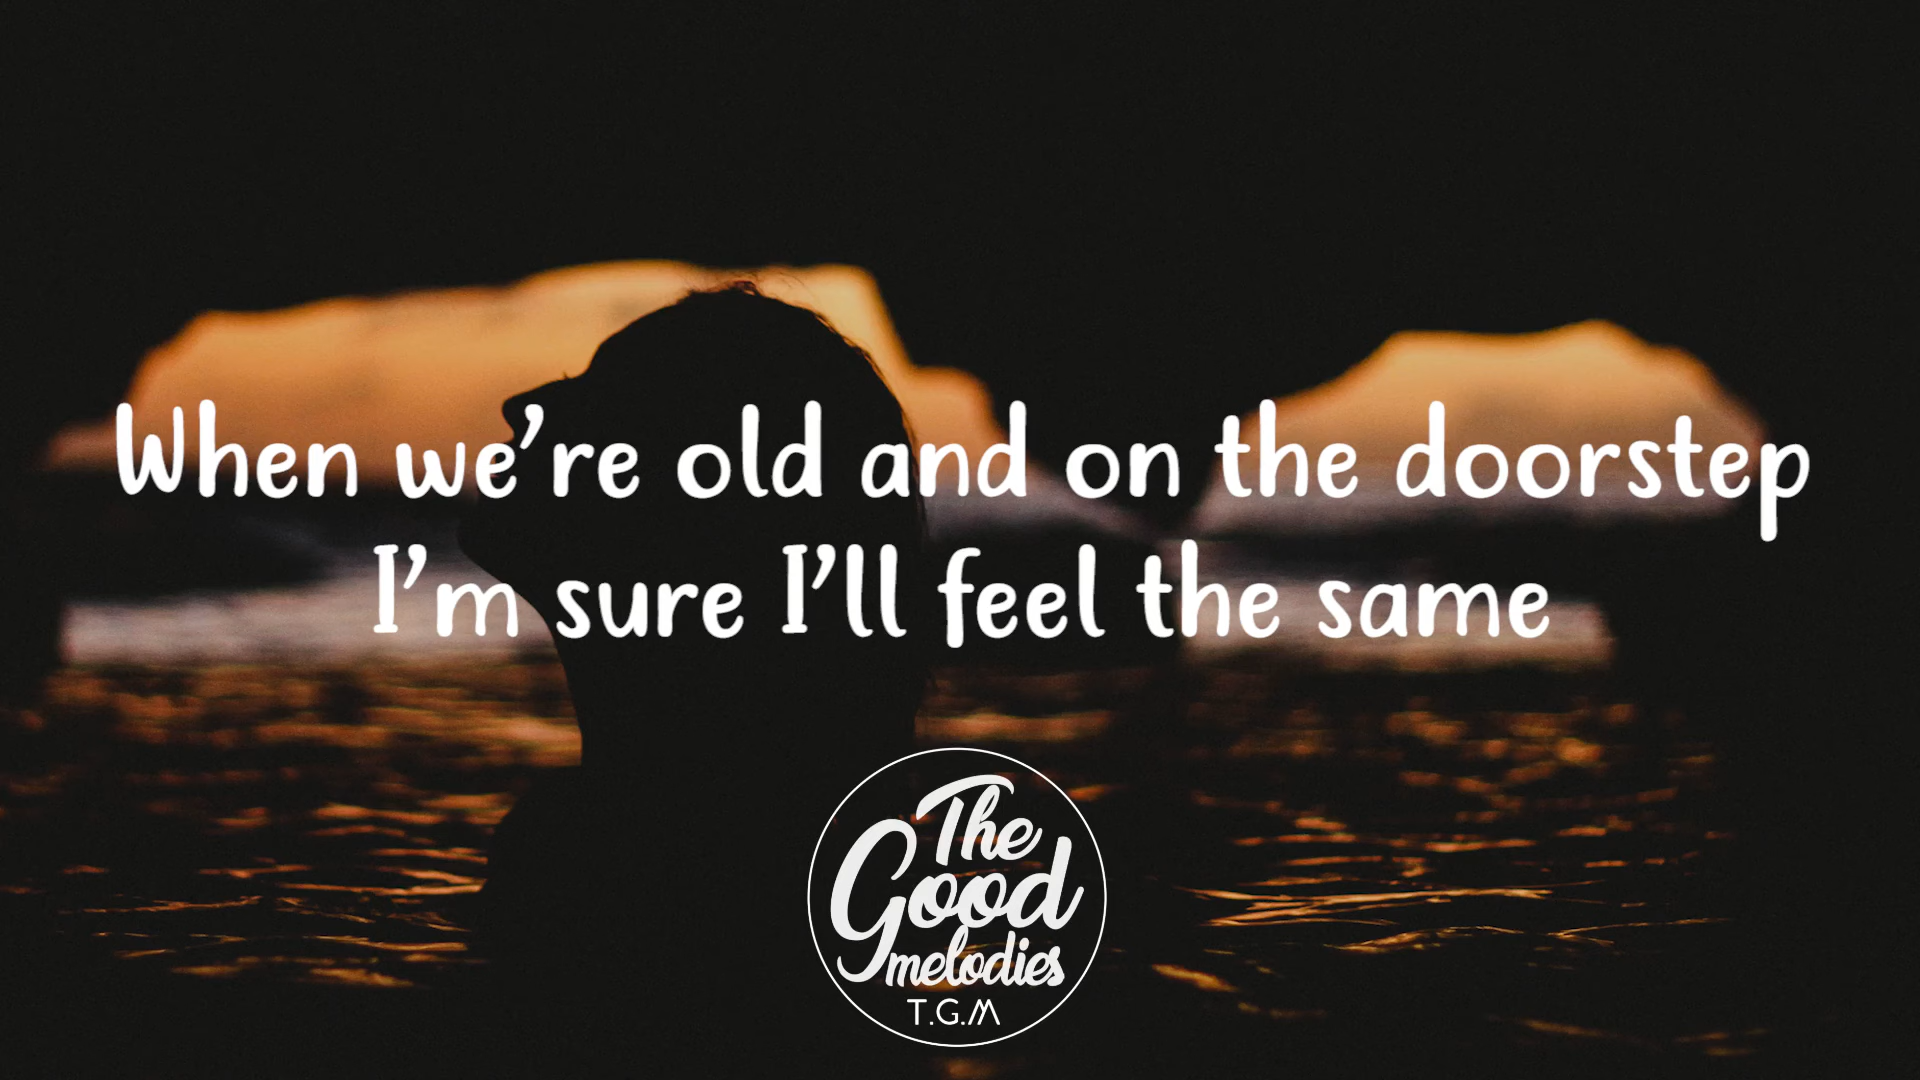 When we're old and on the doorstep
I'm sure I'll feel the same
The
Good
melodies
T.G.M